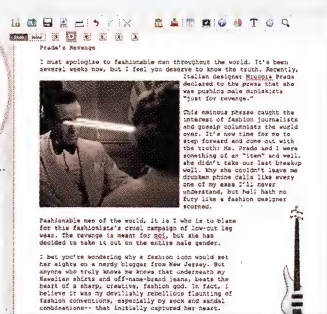 Prada's Revenge
I must apologize to fashionable men throughout the world. It's been
several weeks now, but I feel you deserve to know the truth. Recently,
Italian designer Miuccia Prada
declared to the press that she
was pushing male miniskirts
"just for revenge."
This ominous phrase caught the
interest of fashion journalists
and gossip columnists the world
over. It's now time for me to
step forward and come out with
the truth: Ms. Prada and I were
something of an "item" and well,
she didn't take our last breakup
well. Why she couldn't leave me
drunken phone calls like every
one of my exes I'll never
understand, but hell hath no
fury like a fashion designer
scorned.
Fashionable men of the world, it is I who is to blame
for this fashionista's cruel campaign of low-cut leg
wear. The revenge is meant for moi, but she has
decided to take it out on the entire male gender.
I bet you're wondering why a fashion icon would set
her sights on a nerdy blogger from New Jersey. But
anyone who truly knows me knows that underneath my
Hawaiian shirts and off-name-brand jeans, beats the
heart of a sharp, creative, fashion god. In fact, I
believe it was my devilishly rebellious flaunting of
fashion conventions, especially by sock and sandal
combinations-- that initially captured her heart.